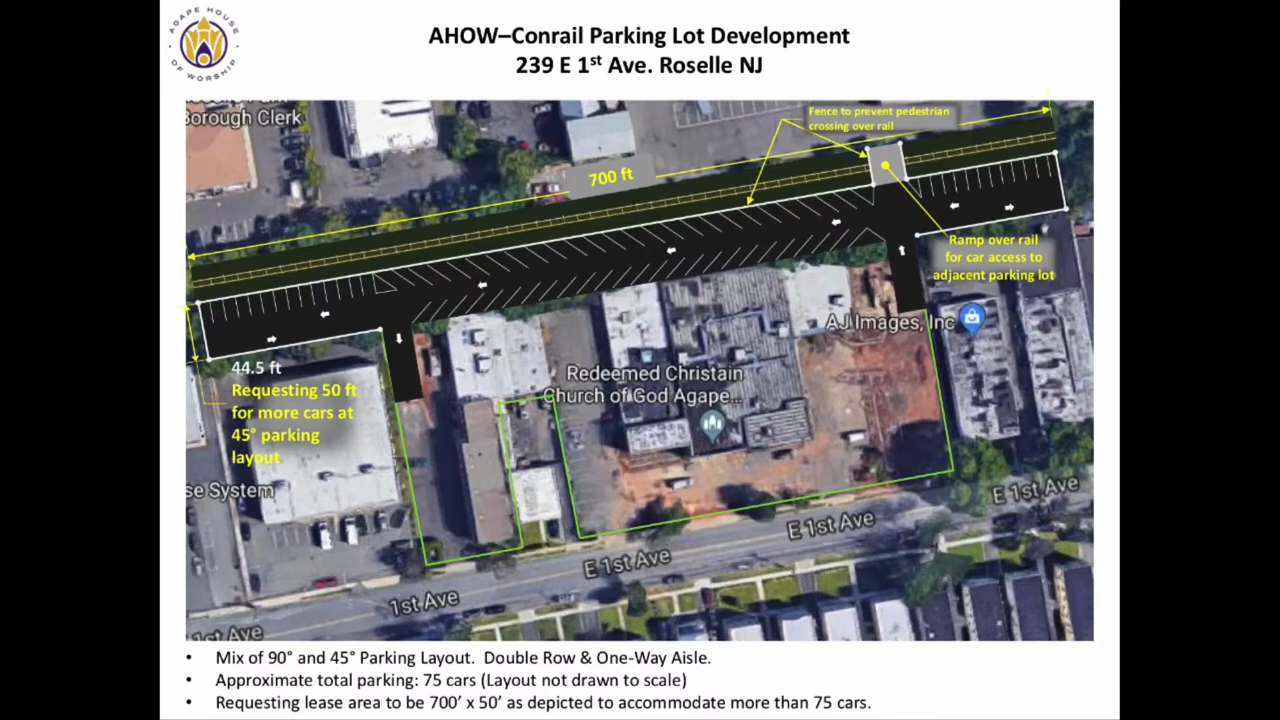 AGAPE HOUSE
OF WORSHIP
AHOW–Conrail Parking Lot Development
239 E 1st Ave. Roselle NJ
Borough Clerk
Fence to prevent pedestrian
crossing over rail
700 ft
Ramp over rail
for car access to
adjacent parking lot
AJ Images, Inc
44.5 ft
Requesting 50 ft
for more cars at
45° parking
layout
Redeemed Christain
Church of God Agape...
se System
E 1st Ave
E 1st Ave
E 1st Ave
1st Ave
1st Ave
• Mix of 90° and 45° Parking Layout.  Double Row & One-Way Aisle.
• Approximate total parking: 75 cars (Layout not drawn to scale)
• Requesting lease area to be 700’ x 50’ as depicted to accommodate more than 75 cars.